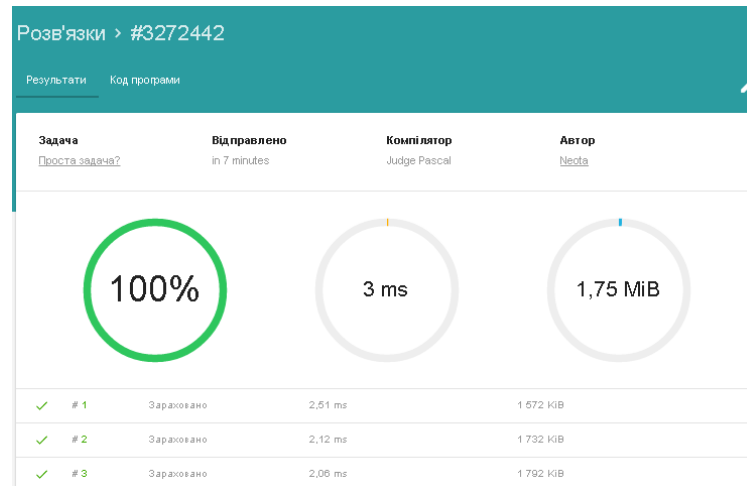 Розв'язки > #3272442
Результати Код програми
Задача Відправлено Компілятор Автор
Проста задача? in 7 minutes Judge Pascal Neota
100% 3 ms 1,75 MiB
# 1 Зараховано 2,51 ms 1 672 KiB
# 2 Зараховано 2,12 ms 1 732 KiB
# 3 Зараховано 2,06 ms 1 792 KiB